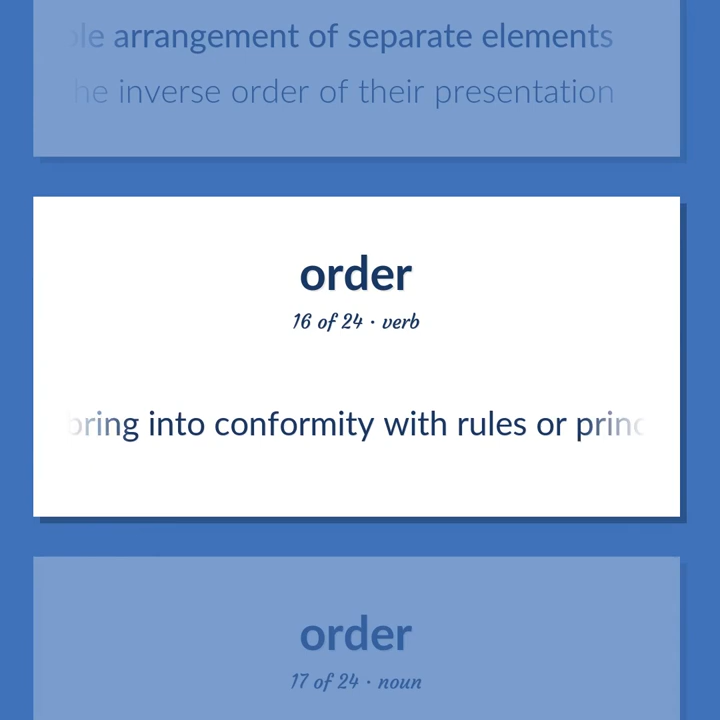 arrangement of separate elements
inverse order of their presentation
order
16 of 24 · verb
bring into conformity with rules or
order
17 of 24 · noun